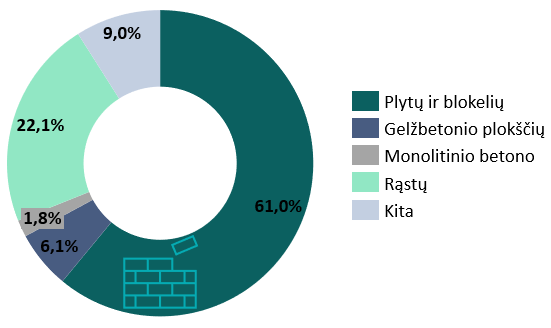 9,0%
22,1%
1,8%
6,1%
61,0%
Plytų ir blokelių
Gelžbetonio plokščių
Monolitinio betono
Rąstų
Kita